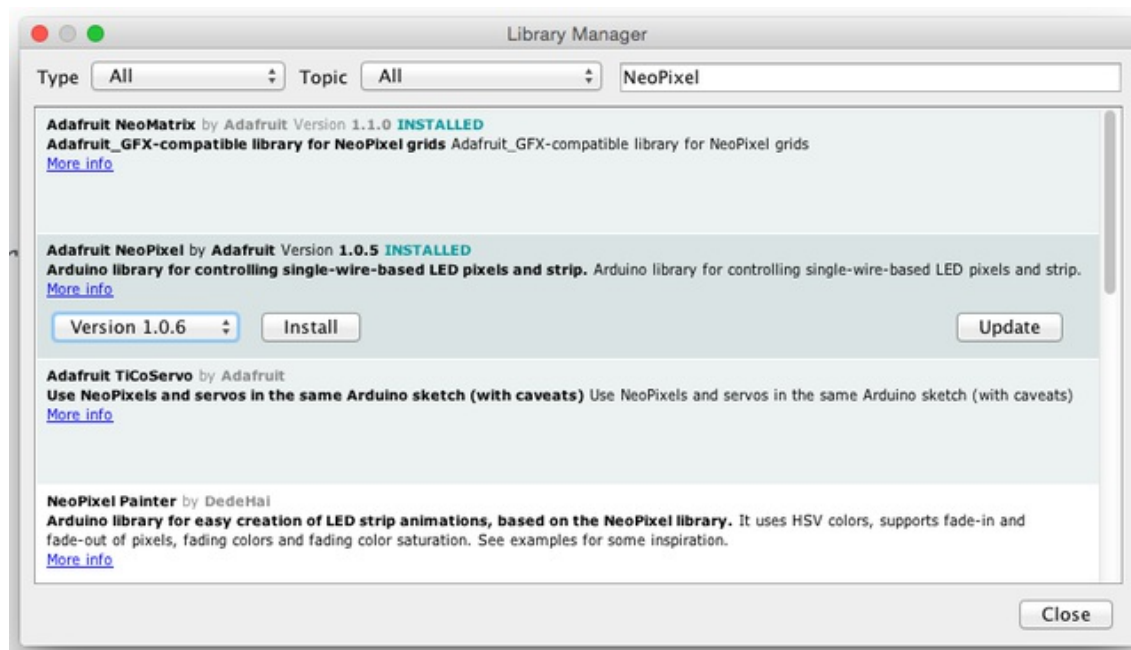 Library Manager
Type All Topic All NeoPixel
Adafruit NeoMatrix by Adafruit Version 1.1.0 INSTALLED
Adafruit_GFX-compatible library for NeoPixel grids Adafruit_GFX-compatible library for NeoPixel grids
More info
Adafruit NeoPixel by Adafruit Version 1.0.5 INSTALLED
Arduino library for controlling single-wire-based LED pixels and strip. Arduino library for controlling single-wire-based LED pixels and strip.
More info
Version 1.0.6 Install Update
Adafruit TiCoServo by Adafruit
Use NeoPixels and servos in the same Arduino sketch (with caveats) Use NeoPixels and servos in the same Arduino sketch (with caveats)
More info
NeoPixel Painter by DedeHai
Arduino library for easy creation of LED strip animations, based on the NeoPixel library. It uses HSV colors, supports fade-in and
fade-out of pixels, fading colors and fading color saturation. See examples for some inspiration.
More info
Close